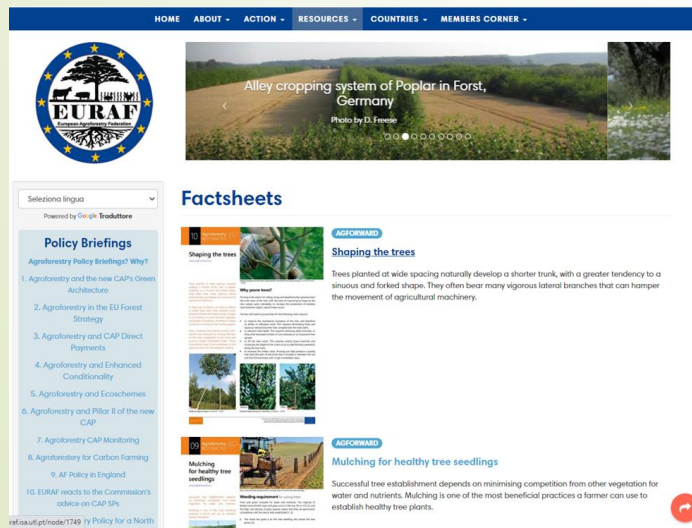 HOME ABOUT ACTION RESOURCES COUNTRIES MEMBERS CORNER
EURAF
European Agroforestry Federation
Alley cropping system of Poplar in Forst,
Germany
Photo by D. Freese
Seleziona lingua
Powered by Google Traduttore
Policy Briefings
Agroforestry Policy Briefings? Why?
1. Agroforestry and the new CAP's Green
Architecture
2. Agroforestry in the EU Forest
Strategy
3. Agroforestry and CAP Direct
Payments
4. Agroforestry and Enhanced
Conditionality
5. Agroforestry and Ecoschemes
6. Agroforestry and Pillar II of the new
CAP
7. Agroforestry CAP Monitoring
8. Agroforestery for Carbon Farming
9. AF Policy in England
10. EURAF reacts to the Commission's
advice on CAP SPs
raf.isa.utl.pt/node/1749
ry Policy for a North
Factsheets
10
Shaping the trees
Why prune trees?
AGFORWARD
Shaping the trees
Trees planted at wide spacing naturally develop a shorter trunk, with a greater tendency to a
sinuous and forked shape. They often bear many vigorous lateral branches that can hamper
the movement of agricultural machinery.
09
Mulching
for healthy tree
seedlings
AGFORWARD
Mulching for healthy tree seedlings
Successful tree establishment depends on minimising competition from other vegetation for
water and nutrients. Mulching is one of the most beneficial practices a farmer can use to
establish healthy tree plants.